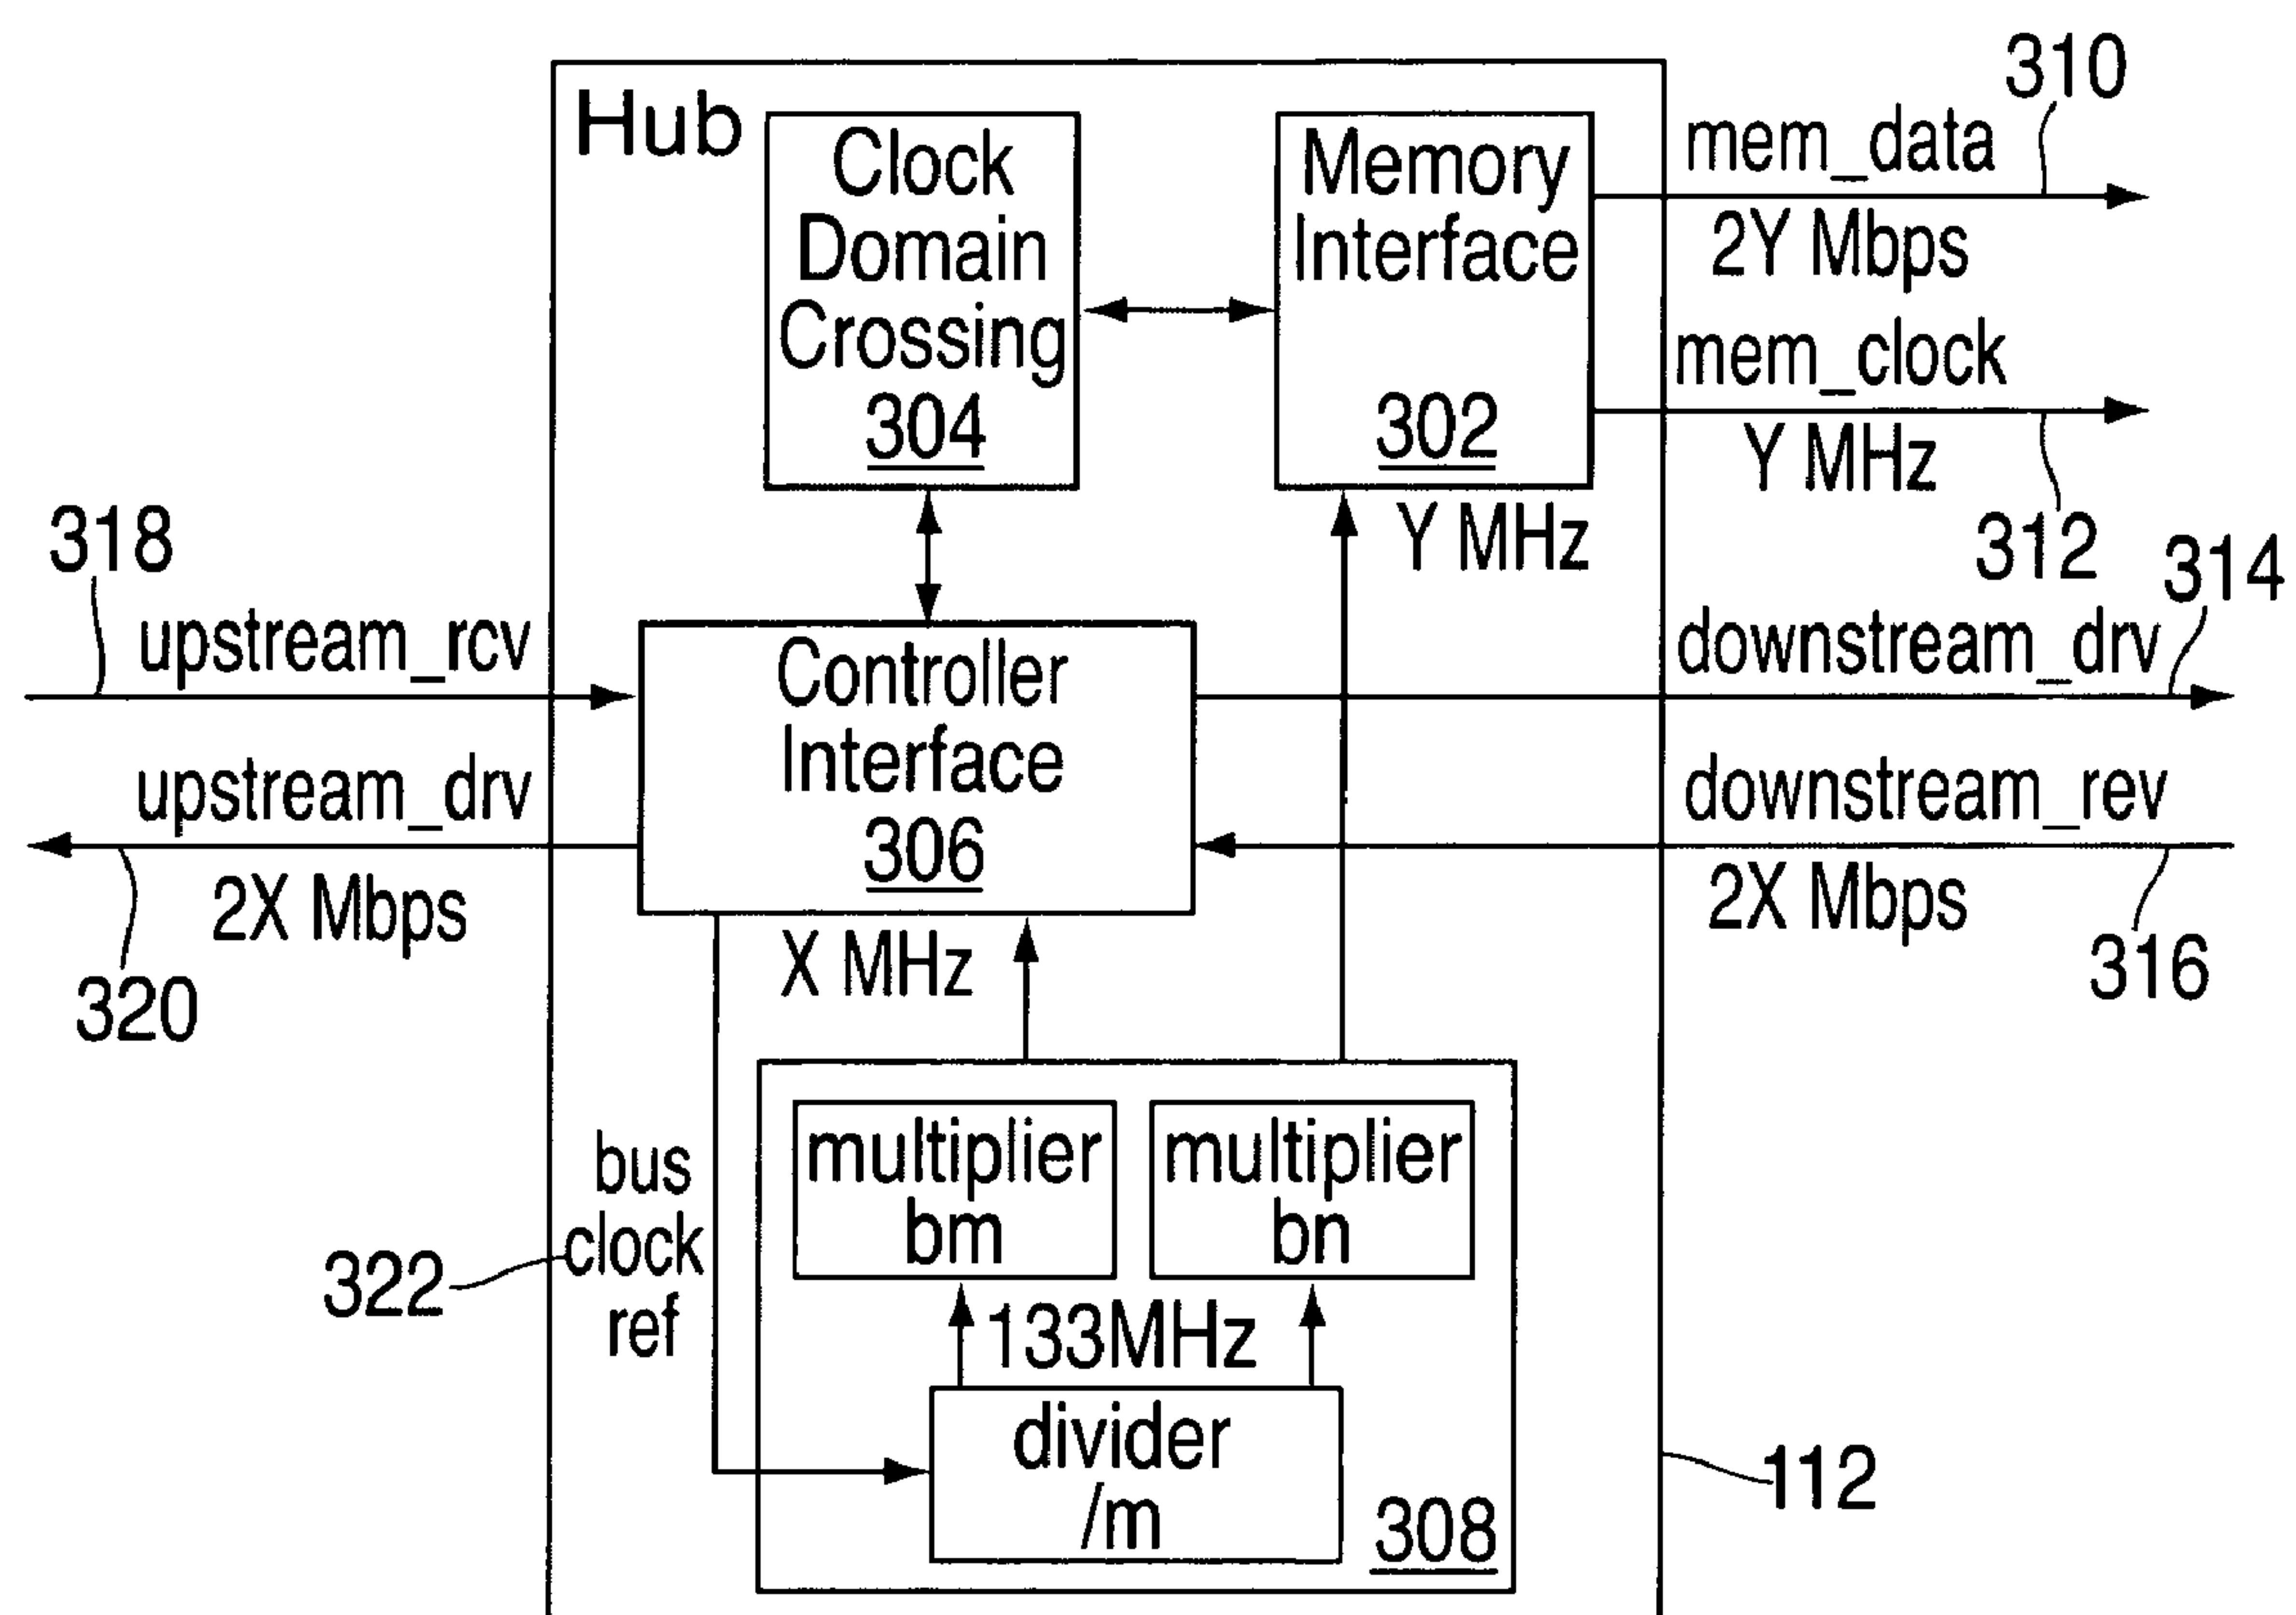 310
Hub
Clock
Domain
Crossing
304
Memory
Interface
302
mem_data
2Y Mbps
mem_clock
Y MHz
312
Y MHz
318
314
upstream_rcv
Controller
Interface
306
downstream_drv
upstream_drv
2X Mbps
320
downstream_rev
2X Mbps
316
X MHz
bus
clock
ref
322
multiplier
bm
multiplier
bn
133MHz
divider
/m
308
112